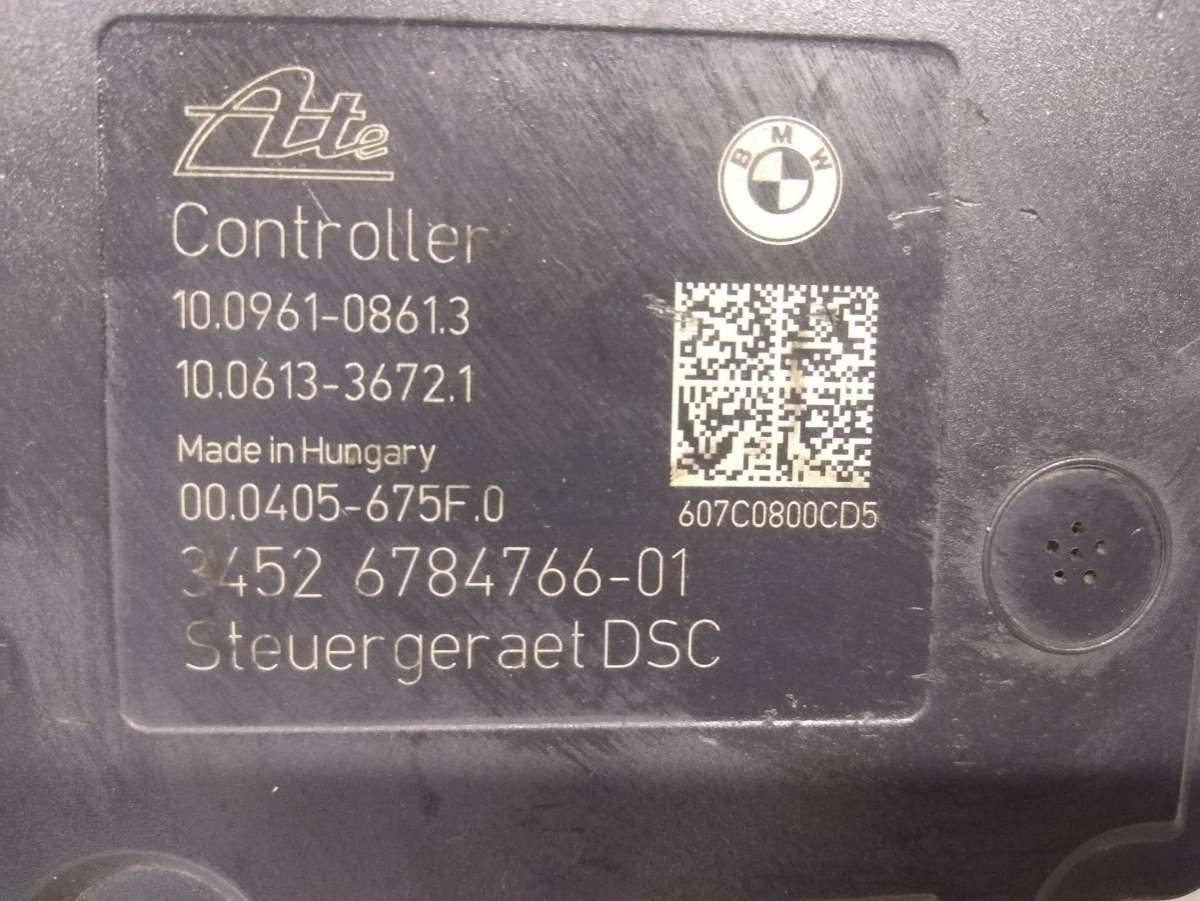 Ate
BMW
Controller
10.0961-0861.3
10.0613-3672.1
Made in Hungary
00.0405-675F.0
607C0800CD5
3452 6784766-01
Steuergeraet DSC